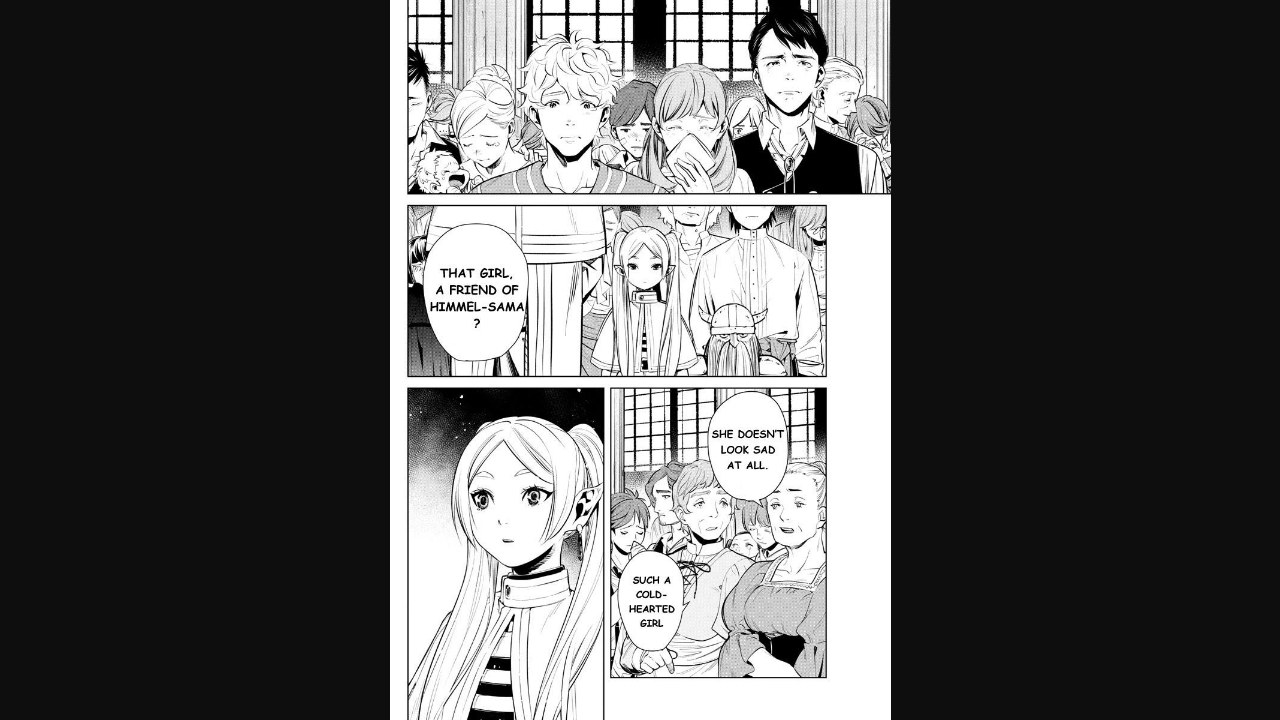 THAT GIRL,
A FRIEND OF
HIMMEL-SAMA
?
SHE DOESN'T
LOOK SAD
AT ALL.
SUCH A
COLD-
HEARTED
GIRL